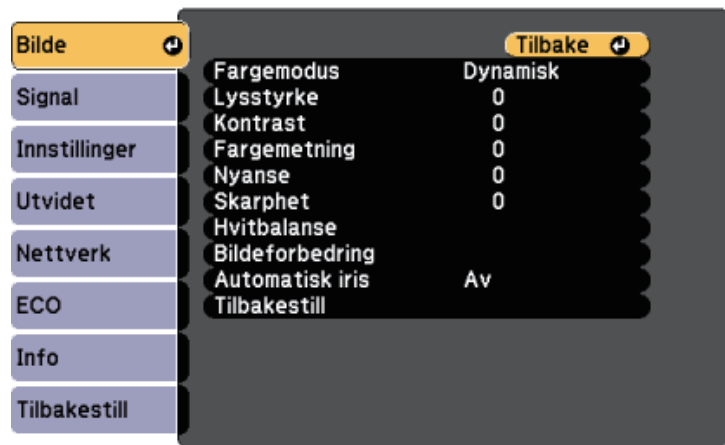 Bilde
Signal
Innstillinger
Utvidet
Nettverk
ECO
Info
Tilbakestill
Tilbake
Fargemodus Dynamisk
Lysstyrke 0
Kontrast 0
Fargemetning 0
Nyanse 0
Skarphet 0
Hvitbalanse
Bildeforbedring
Automatisk iris Av
Tilbakestill